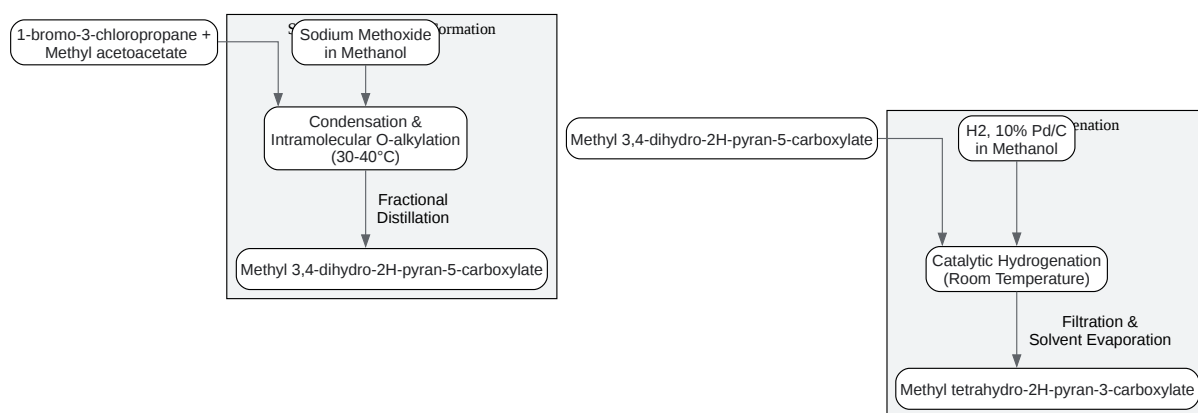 1-bromo-3-chloropropane +
Methyl acetoacetate
Sodium Methoxide
in Methanol
Condensation &
Intramolecular O-alkylation
(30-40°C)
Fractional
Distillation
Methyl 3,4-dihydro-2H-pyran-5-carboxylate
Methyl 3,4-dihydro-2H-pyran-5-carboxylate
H2, 10% Pd/C
in Methanol
Catalytic Hydrogenation
(Room Temperature)
Filtration &
Solvent Evaporation
Methyl tetrahydro-2H-pyran-3-carboxylate